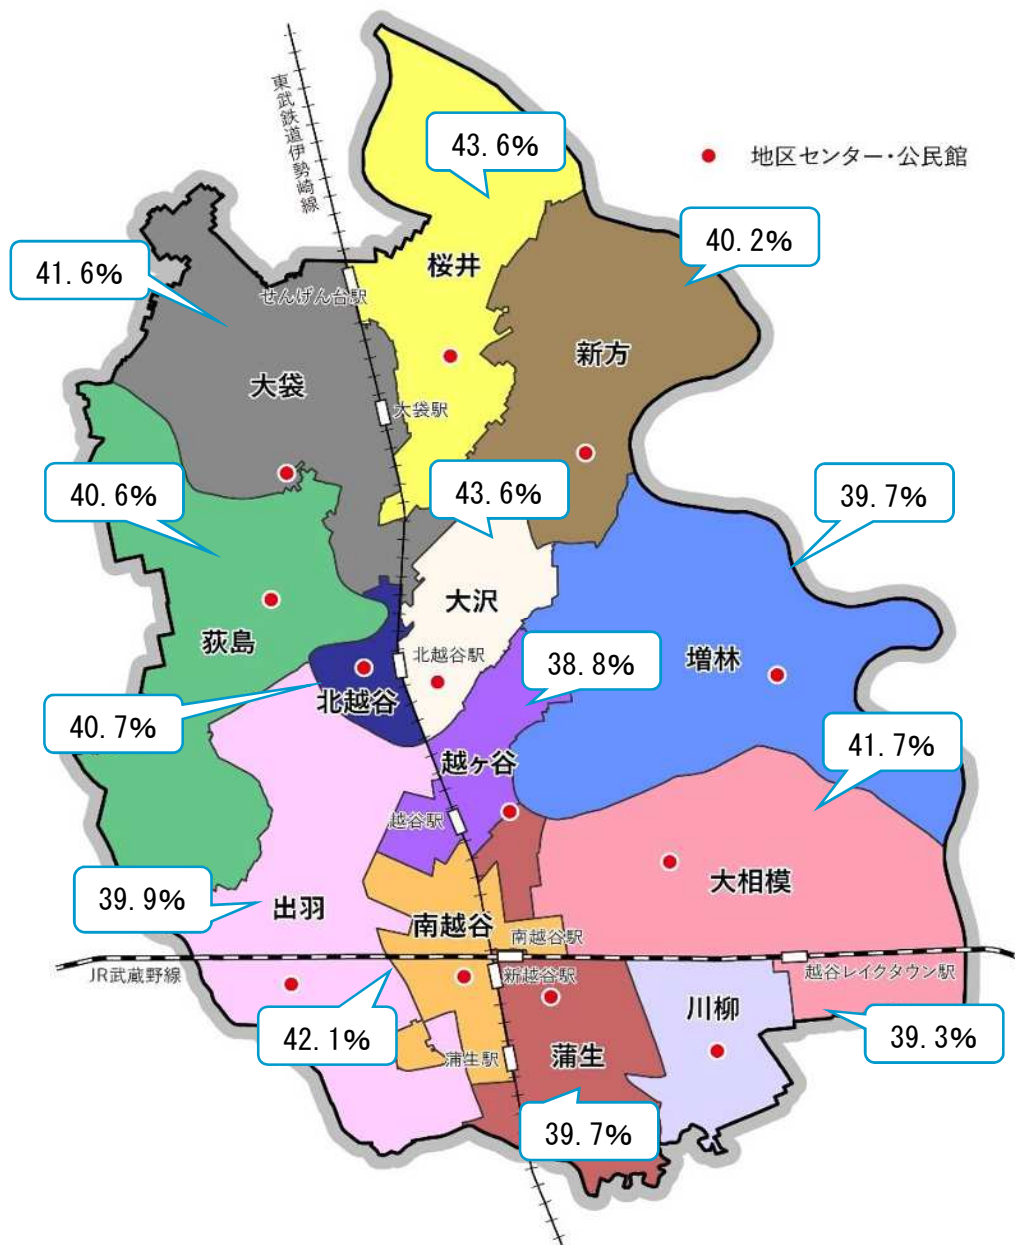 東武鉄道伊勢崎線
43.6%
地区センター・公民館
40.2%
41.6%
桜井
せんげん台駅
新方
大袋
大袋駅
40.6%
43.6%
39.7%
大沢
荻島
北越谷駅
38.8%
増林
北越谷
40.7%
41.7%
越ヶ谷
越谷駅
大相模
39.9%
出羽
南越谷
南越谷駅
JR武蔵野線
新越谷駅
越谷レイクタウン駅
川柳
42.1%
39.3%
蒲生駅
蒲生
39.7%